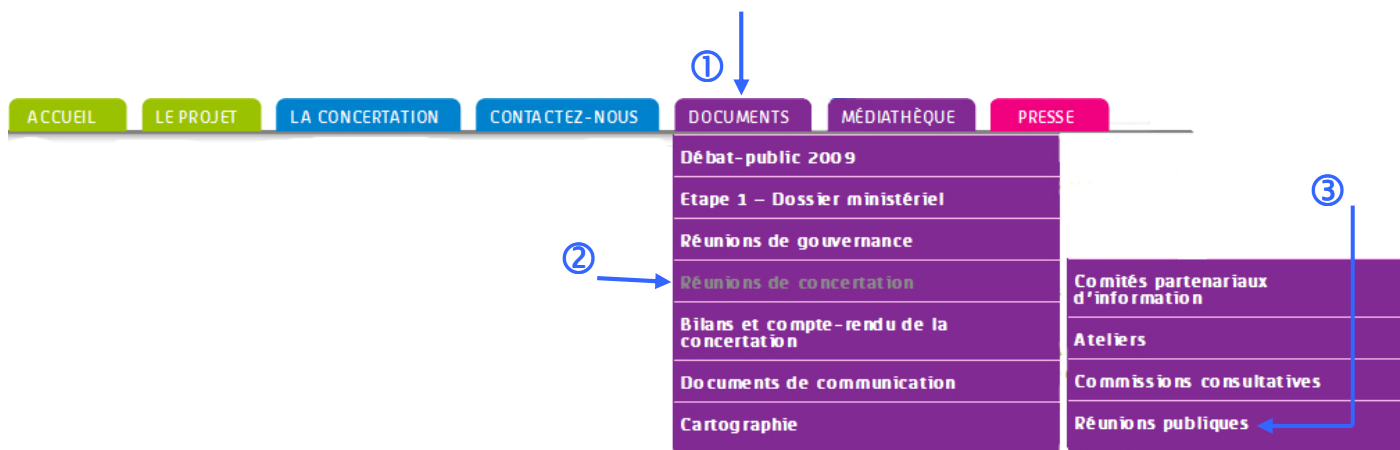 ①
ACCUEIL LE PROJET LA CONCERTATION CONTACTEZ-NOUS DOCUMENTS MÉDIATHÈQUE PRESSE
Débat-public 2009
Etape 1 – Dossier ministériel
③
Réunions de gouvernance
②
Réunions de concertation
Bilans et compte-rendu de la
concertation
Documents de communication
Cartographie
Comités partenariaux
d'information
Ateliers
Commissions consultatives
Réunions publiques